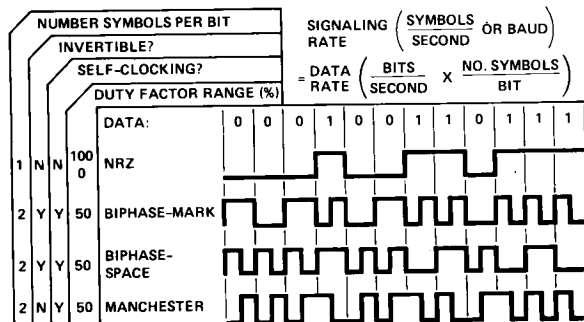 NUMBER SYMBOLS PER BIT
INVERTIBLE?
SELF-CLOCKING?
DUTY FACTOR RANGE (%)
SIGNALING RATE (SYMBOLS/SECOND OR BAUD)
= DATA RATE (BITS/SECOND X NO. SYMBOLS/BIT)
DATA: 0 0 0 1 0 0 1 1 0 1 1 1
1 N N 100 0 NRZ
2 Y Y 50 BIPHASE-MARK
2 Y Y 50 BIPHASE-
SPACE
2 N Y 50 MANCHESTER